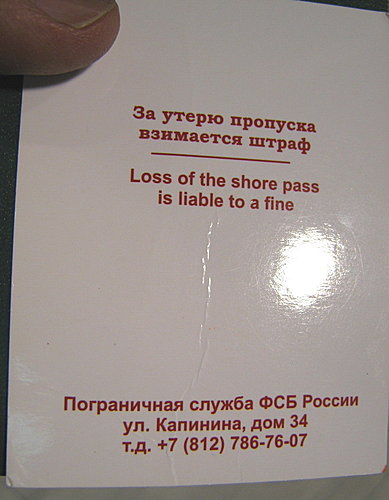 За утерю пропуска
взимается штраф
Loss of the shore pass
is liable to a fine
Пограничная служба ФСБ России
ул. Капинина, дом 34
т.д. +7 (812) 786-76-07